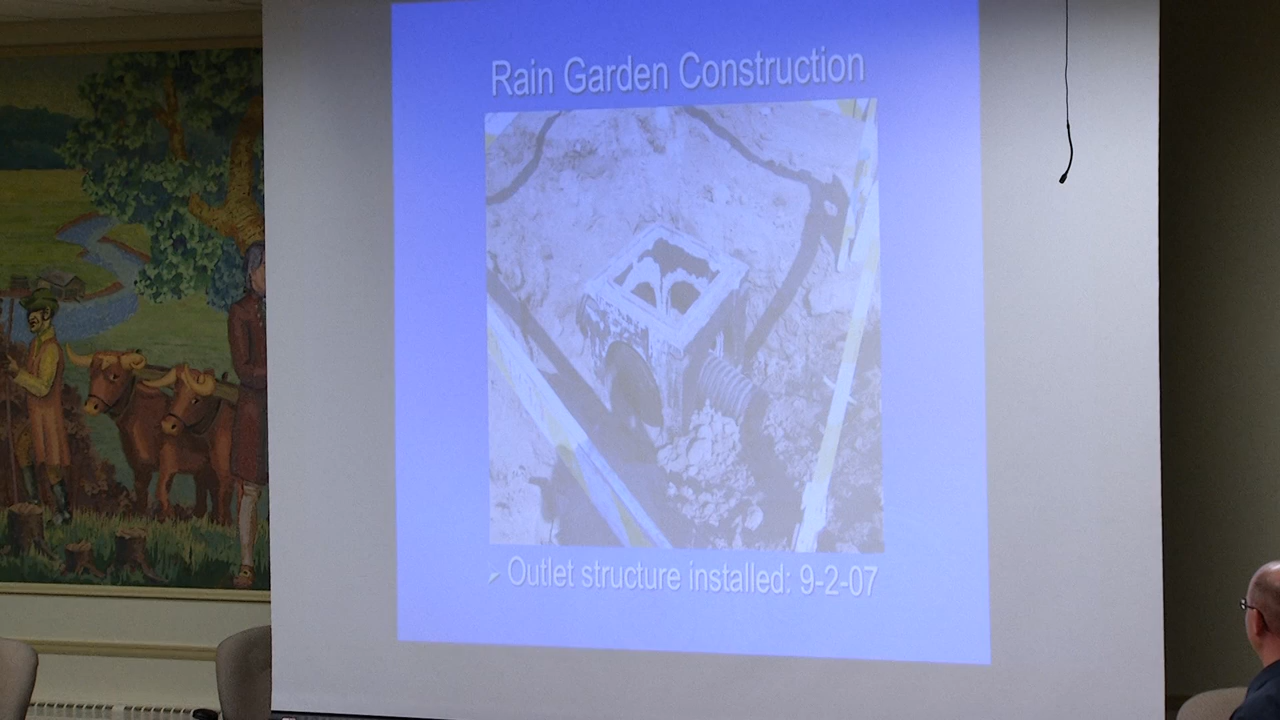 Rain Garden Construction
➢ Outlet structure installed: 9-2-07